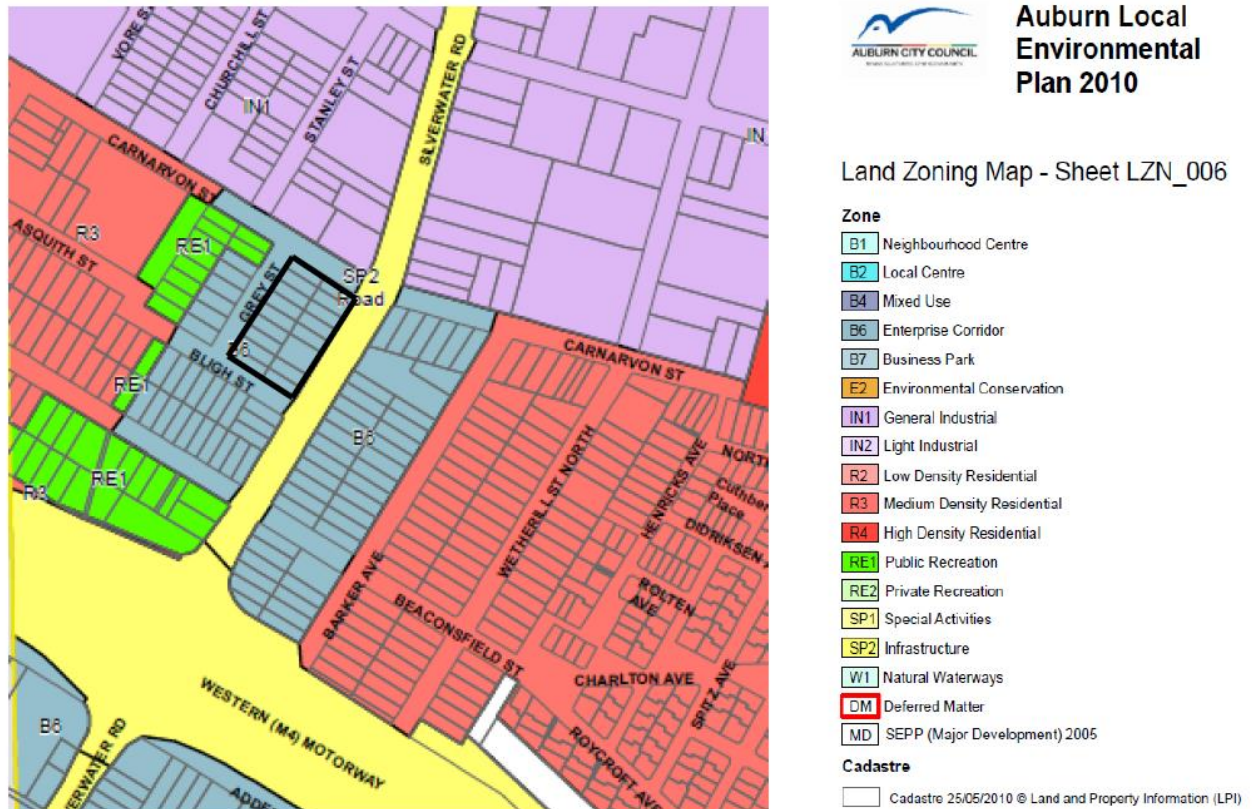 YORE S
CHURCHILL ST
STANLEY ST
SILVERWATER RD
IN1
IN
CARNARVON ST
ASQUITH ST
R3
RE1
GREY ST
SP2
Road
B6
BLIGH ST
RE1
CARNARVON ST
B6
RE1
R3
WETHERILL ST NORTH
HENRICKS AVE
NORT
Cuthber
Place
DIDRIKSEN
ROLTEN
AVE
BARKER AVE
BEACONSFIELD ST
CHARLTON AVE
SPITZ AVE
WESTERN (M4) MOTORWAY
ROYCROFT AVE
B6
ERWATER RD
ADDE
AUBURN CITY COUNCIL
Auburn Local
Environmental
Plan 2010
Land Zoning Map - Sheet LZN_006
Zone
B1 Neighbourhood Centre
B2 Local Centre
B4 Mixed Use
B6 Enterprise Corridor
B7 Business Park
E2 Environmental Conservation
IN1 General Industrial
IN2 Light Industrial
R2 Low Density Residential
R3 Medium Density Residential
R4 High Density Residential
RE1 Public Recreation
RE2 Private Recreation
SP1 Special Activities
SP2 Infrastructure
W1 Natural Waterways
DM Deferred Matter
MD SEPP (Major Development) 2005
Cadastre
Cadastre 25/05/2010 © Land and Property Information (LPI)